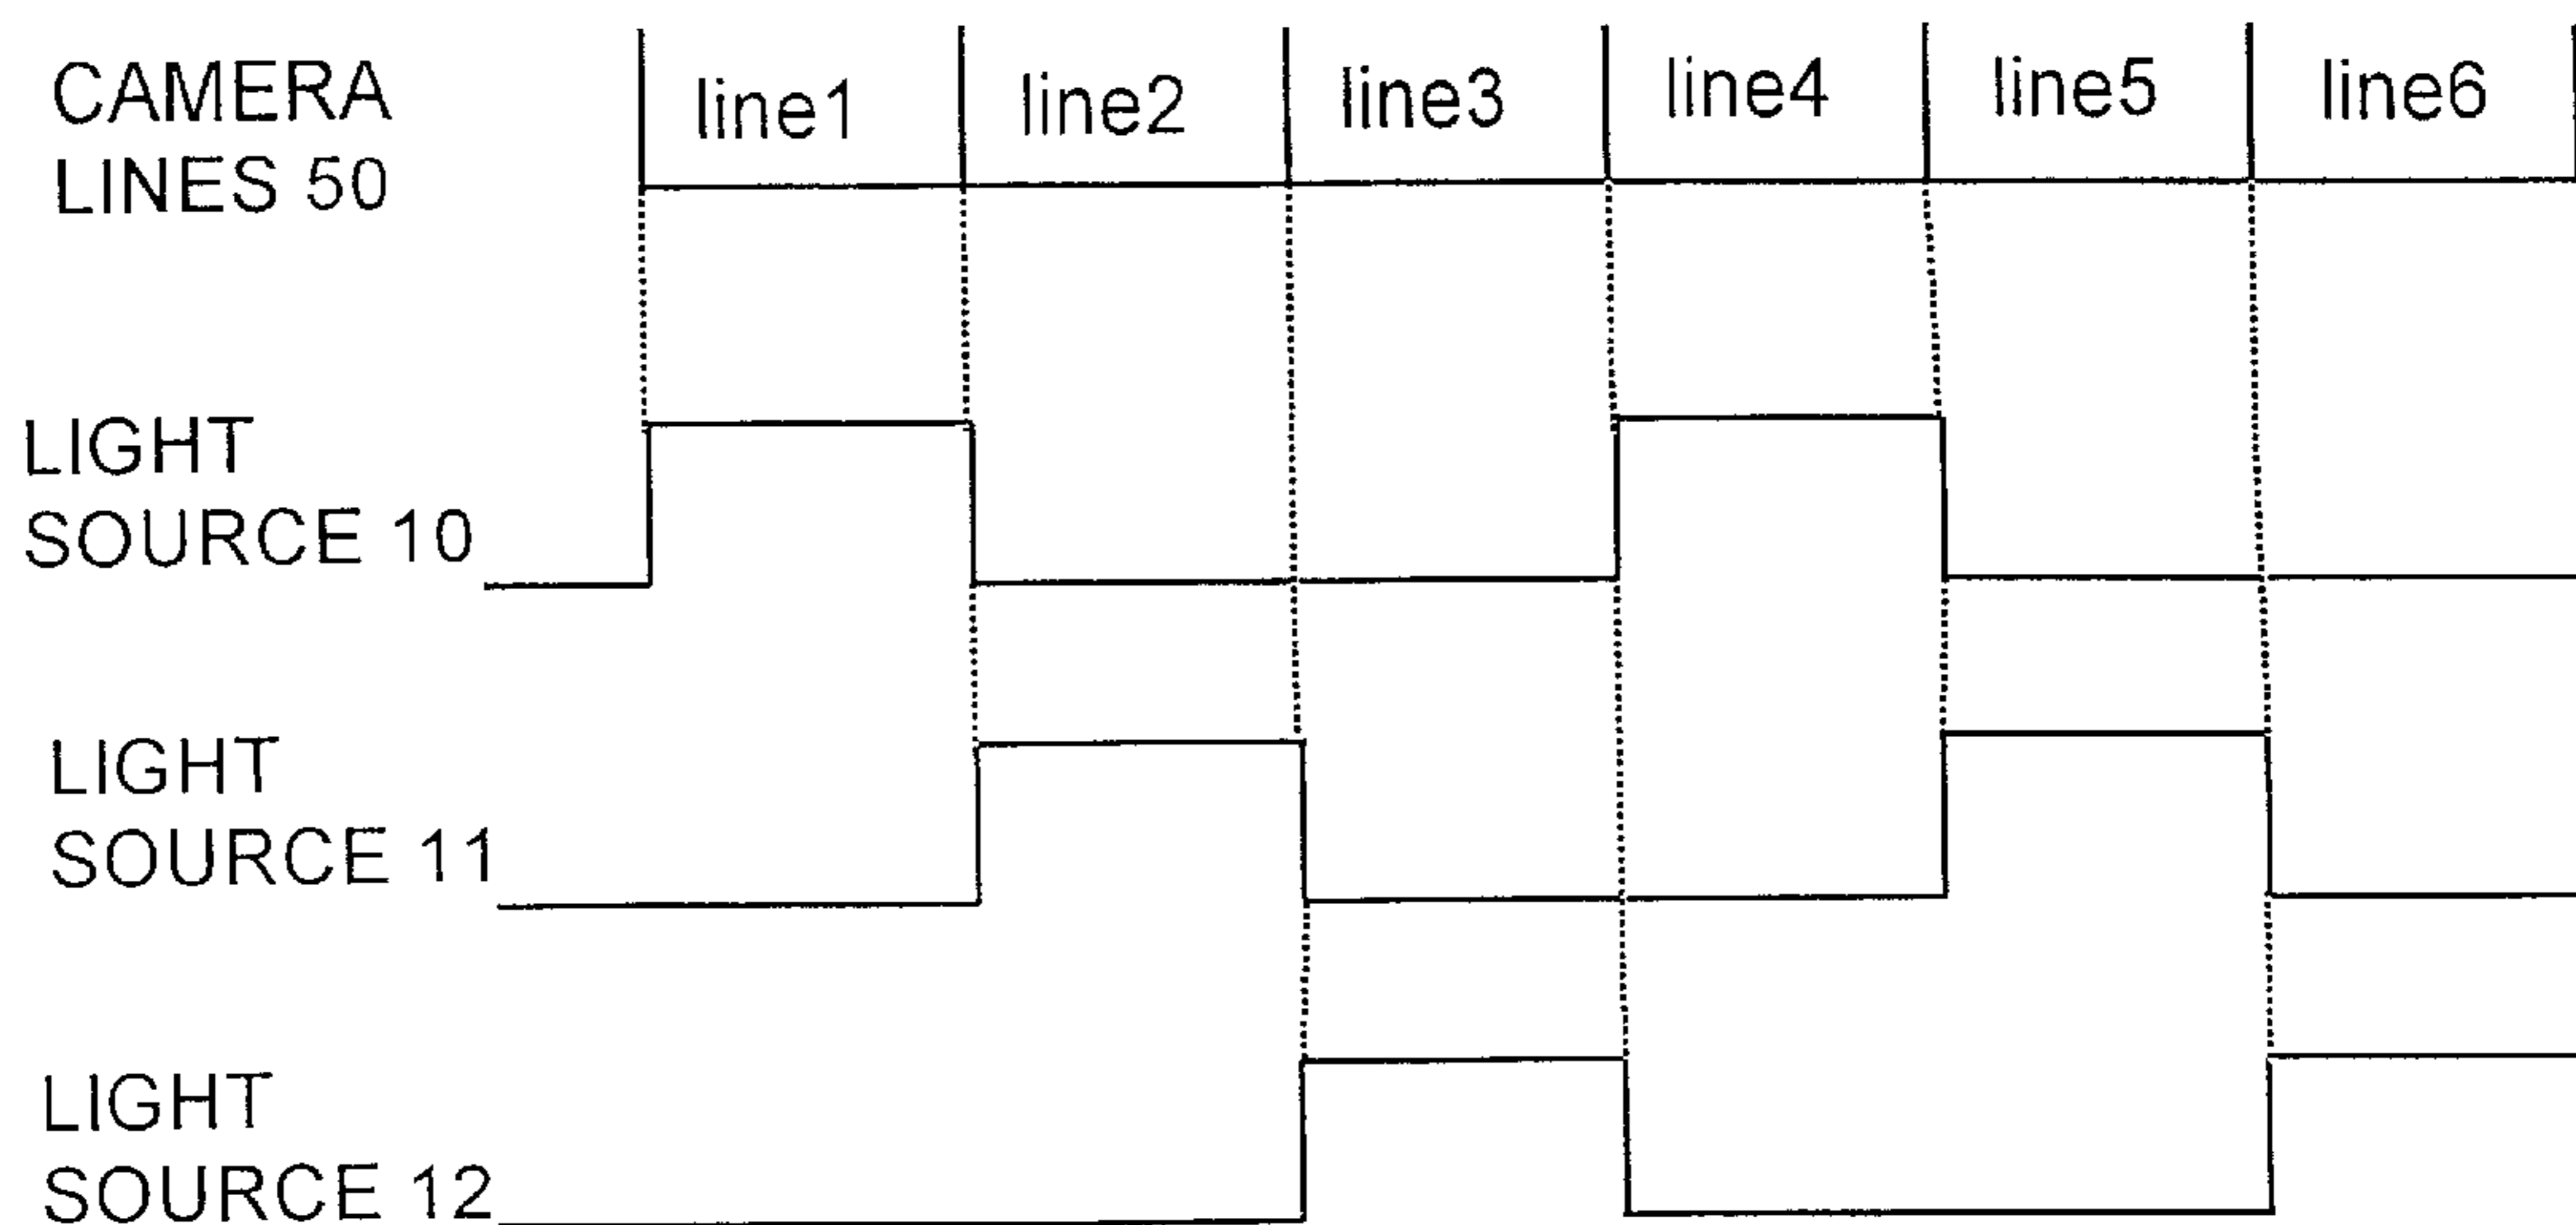 CAMERA
LINES 50
line1 line2 line3 line4 line5 line6
LIGHT
SOURCE 10
LIGHT
SOURCE 11
LIGHT
SOURCE 12